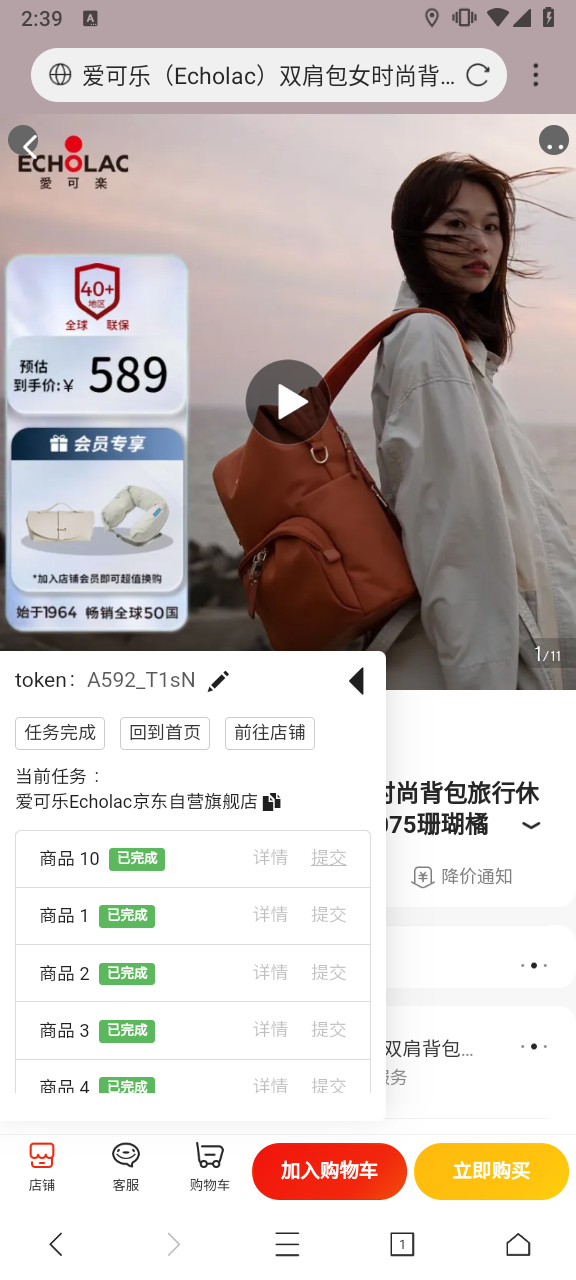 2:39
A
爱可乐（Echolac）双肩包女时尚背…
ECHOLAC
愛可楽
40+
地区
全球 联保
预估
到手价:¥ 589
会员专享
*加入店铺会员即可超值换购
始于1964 畅销全球50国
1/11
token： A592_T1sN
任务完成 回到首页 前往店铺
当前任务：
爱可乐Echolac京东自营旗舰店
时尚背包旅行休
975珊瑚橘
降价通知
商品 10 已完成 详情 提交
商品 1 已完成 详情 提交
商品 2 已完成 详情 提交
商品 3 已完成 详情 提交
双肩背包…
服务
商品 4 已完成 详情 提交
店铺 客服 购物车 加入购物车 立即购买
1